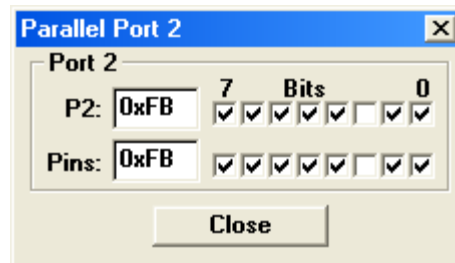 Parallel Port 2
Port 2
7 Bits 0
P2: 0xFB
Pins: 0xFB
Close